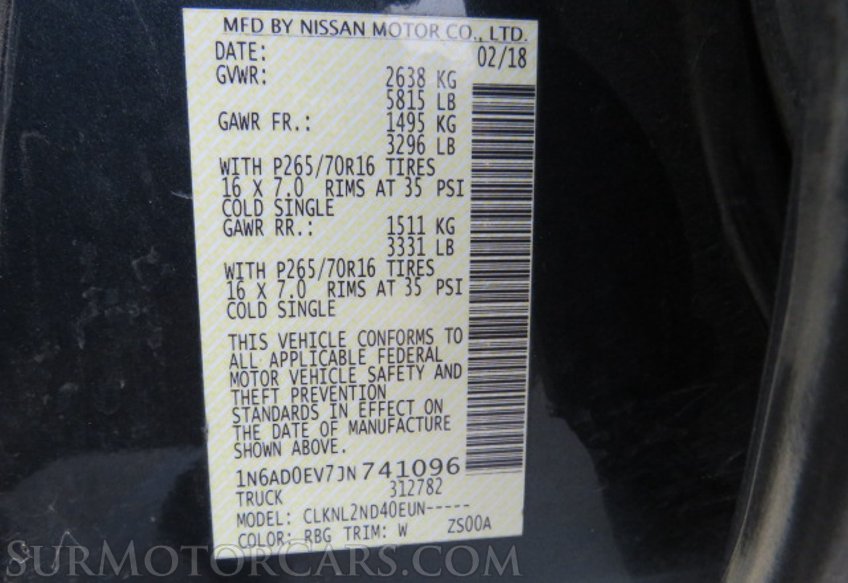 MFD BY NISSAN MOTOR CO., LTD.
DATE: 02/18
GVWR: 2638 KG
5815 LB
GAWR FR.: 1495 KG
3296 LB
WITH P265/70R16 TIRES
16 X 7.0 RIMS AT 35 PSI
COLD SINGLE
GAWR RR.: 1511 KG
3331 LB
WITH P265/70R16 TIRES
16 X 7.0 RIMS AT 35 PSI
COLD SINGLE
THIS VEHICLE CONFORMS TO
ALL APPLICABLE FEDERAL
MOTOR VEHICLE SAFETY AND
THEFT PREVENTION
STANDARDS IN EFFECT ON
THE DATE OF MANUFACTURE
SHOWN ABOVE.
1N6AD0EV7JN741096
TRUCK 312782
MODEL: CLKNL2ND40EUN-----
COLOR: RBG TRIM: W ZS00A
SurMotorCars.com